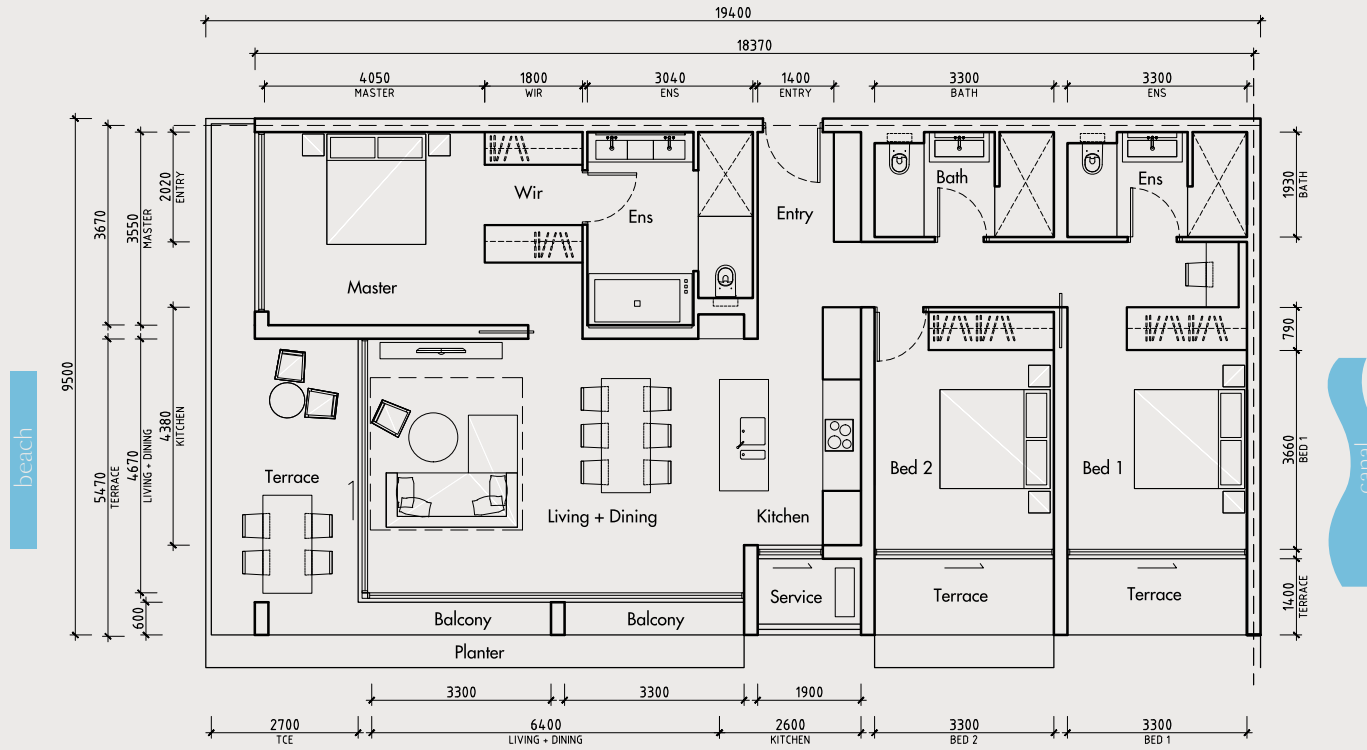 19400
18370
4050
MASTER
1800
WIR
3040
ENS
1400
ENTRY
3300
BATH
3300
ENS
9500
3670
3550
MASTER
2020
ENTRY
5470
TERRACE
4670
LIVING + DINING
4380
KITCHEN
600
beach
Wir
Ens
Entry
Bath
Ens
Master
Terrace
Living + Dining
Kitchen
Bed 2
Bed 1
Service
Terrace
Terrace
Balcony
Balcony
Planter
1930
BATH
790
3660
BED 1
1400
TERRACE
canal
3300
3300
1900
2700
TCE
6400
LIVING + DINING
2600
KITCHEN
3300
BED 2
3300
BED 1